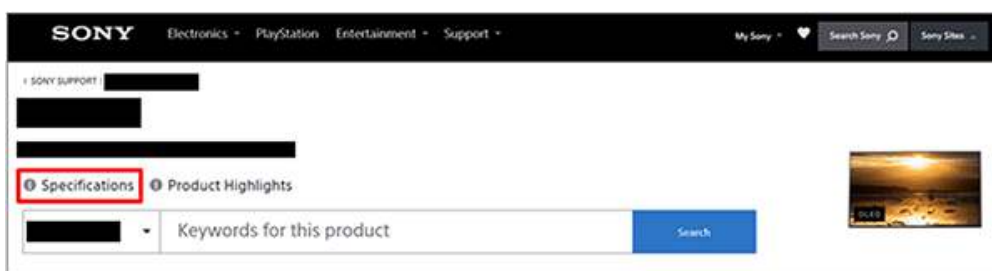 SONY Electronics PlayStation Entertainment Support My Sony Search Sony Sony Sites
‹ SONY SUPPORT /
Specifications Product Highlights
Keywords for this product Search
OLED